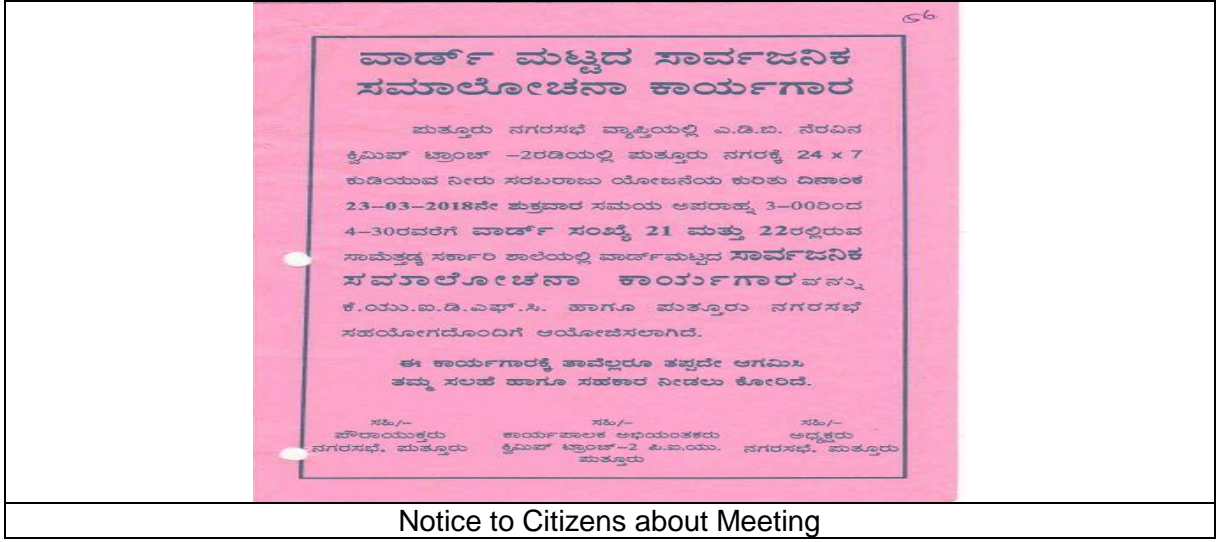 56
ವಾರ್ಡ್ ಮಟ್ಟದ ಸಾರ್ವಜನಿಕ
ಸಮಾಲೋಚನಾ ಕಾರ್ಯಗಾರ
ಪುತ್ತೂರು ನಗರಸಭೆ ವ್ಯಾಪ್ತಿಯಲ್ಲಿ ಎ.ಡಿ.ಬಿ. ನೆರವಿನ
ಕ್ವಿಮಿಪ್ ಟ್ರಾಂಚ್ –2ರಡಿಯಲ್ಲಿ ಪುತ್ತೂರು ನಗರಕ್ಕೆ 24 x 7
ಕುಡಿಯುವ ನೀರು ಸರಬರಾಜು ಯೋಜನೆಯ ಕುರಿತು ದಿನಾಂಕ
23–03–2018ನೇ ಶುಕ್ರವಾರ ಸಮಯ ಅಪರಾಹ್ನ 3–00ರಿಂದ
4–30ರವರೆಗೆ ವಾರ್ಡ್ ಸಂಖ್ಯೆ 21 ಮತ್ತು 22ರಲ್ಲಿರುವ
ಸಾಮೆತ್ತಡ್ಕ ಸರ್ಕಾರಿ ಶಾಲೆಯಲ್ಲಿ ವಾರ್ಡ್‌ಮಟ್ಟದ ಸಾರ್ವಜನಿಕ
ಸಮಾಲೋಚನಾ ಕಾರ್ಯಗಾರವನ್ನು
ಕೆ.ಯು.ಐ.ಡಿ.ಎಫ್.ಸಿ. ಹಾಗೂ ಪುತ್ತೂರು ನಗರಸಭೆ
ಸಹಯೋಗದೊಂದಿಗೆ ಆಯೋಜಿಸಲಾಗಿದೆ.
ಈ ಕಾರ್ಯಗಾರಕ್ಕೆ ತಾವೆಲ್ಲರೂ ತಪ್ಪದೇ ಆಗಮಿಸಿ
ತಮ್ಮ ಸಲಹೆ ಹಾಗೂ ಸಹಕಾರ ನೀಡಲು ಕೋರಿದೆ.
ಸಹಿ/– ಸಹಿ/– ಸಹಿ/–
ಪೌರಾಯುಕ್ತರು ಕಾರ್ಯಪಾಲಕ ಅಭಿಯಂತಕರು ಅಧ್ಯಕ್ಷರು
ನಗರಸಭೆ, ಪುತ್ತೂರು ಕ್ವಿಮಿಪ್ ಟ್ರಾಂಚ್–2 ಪಿ.ಐ.ಯು. ನಗರಸಭೆ, ಪುತ್ತೂರು
ಪುತ್ತೂರು
Notice to Citizens about Meeting